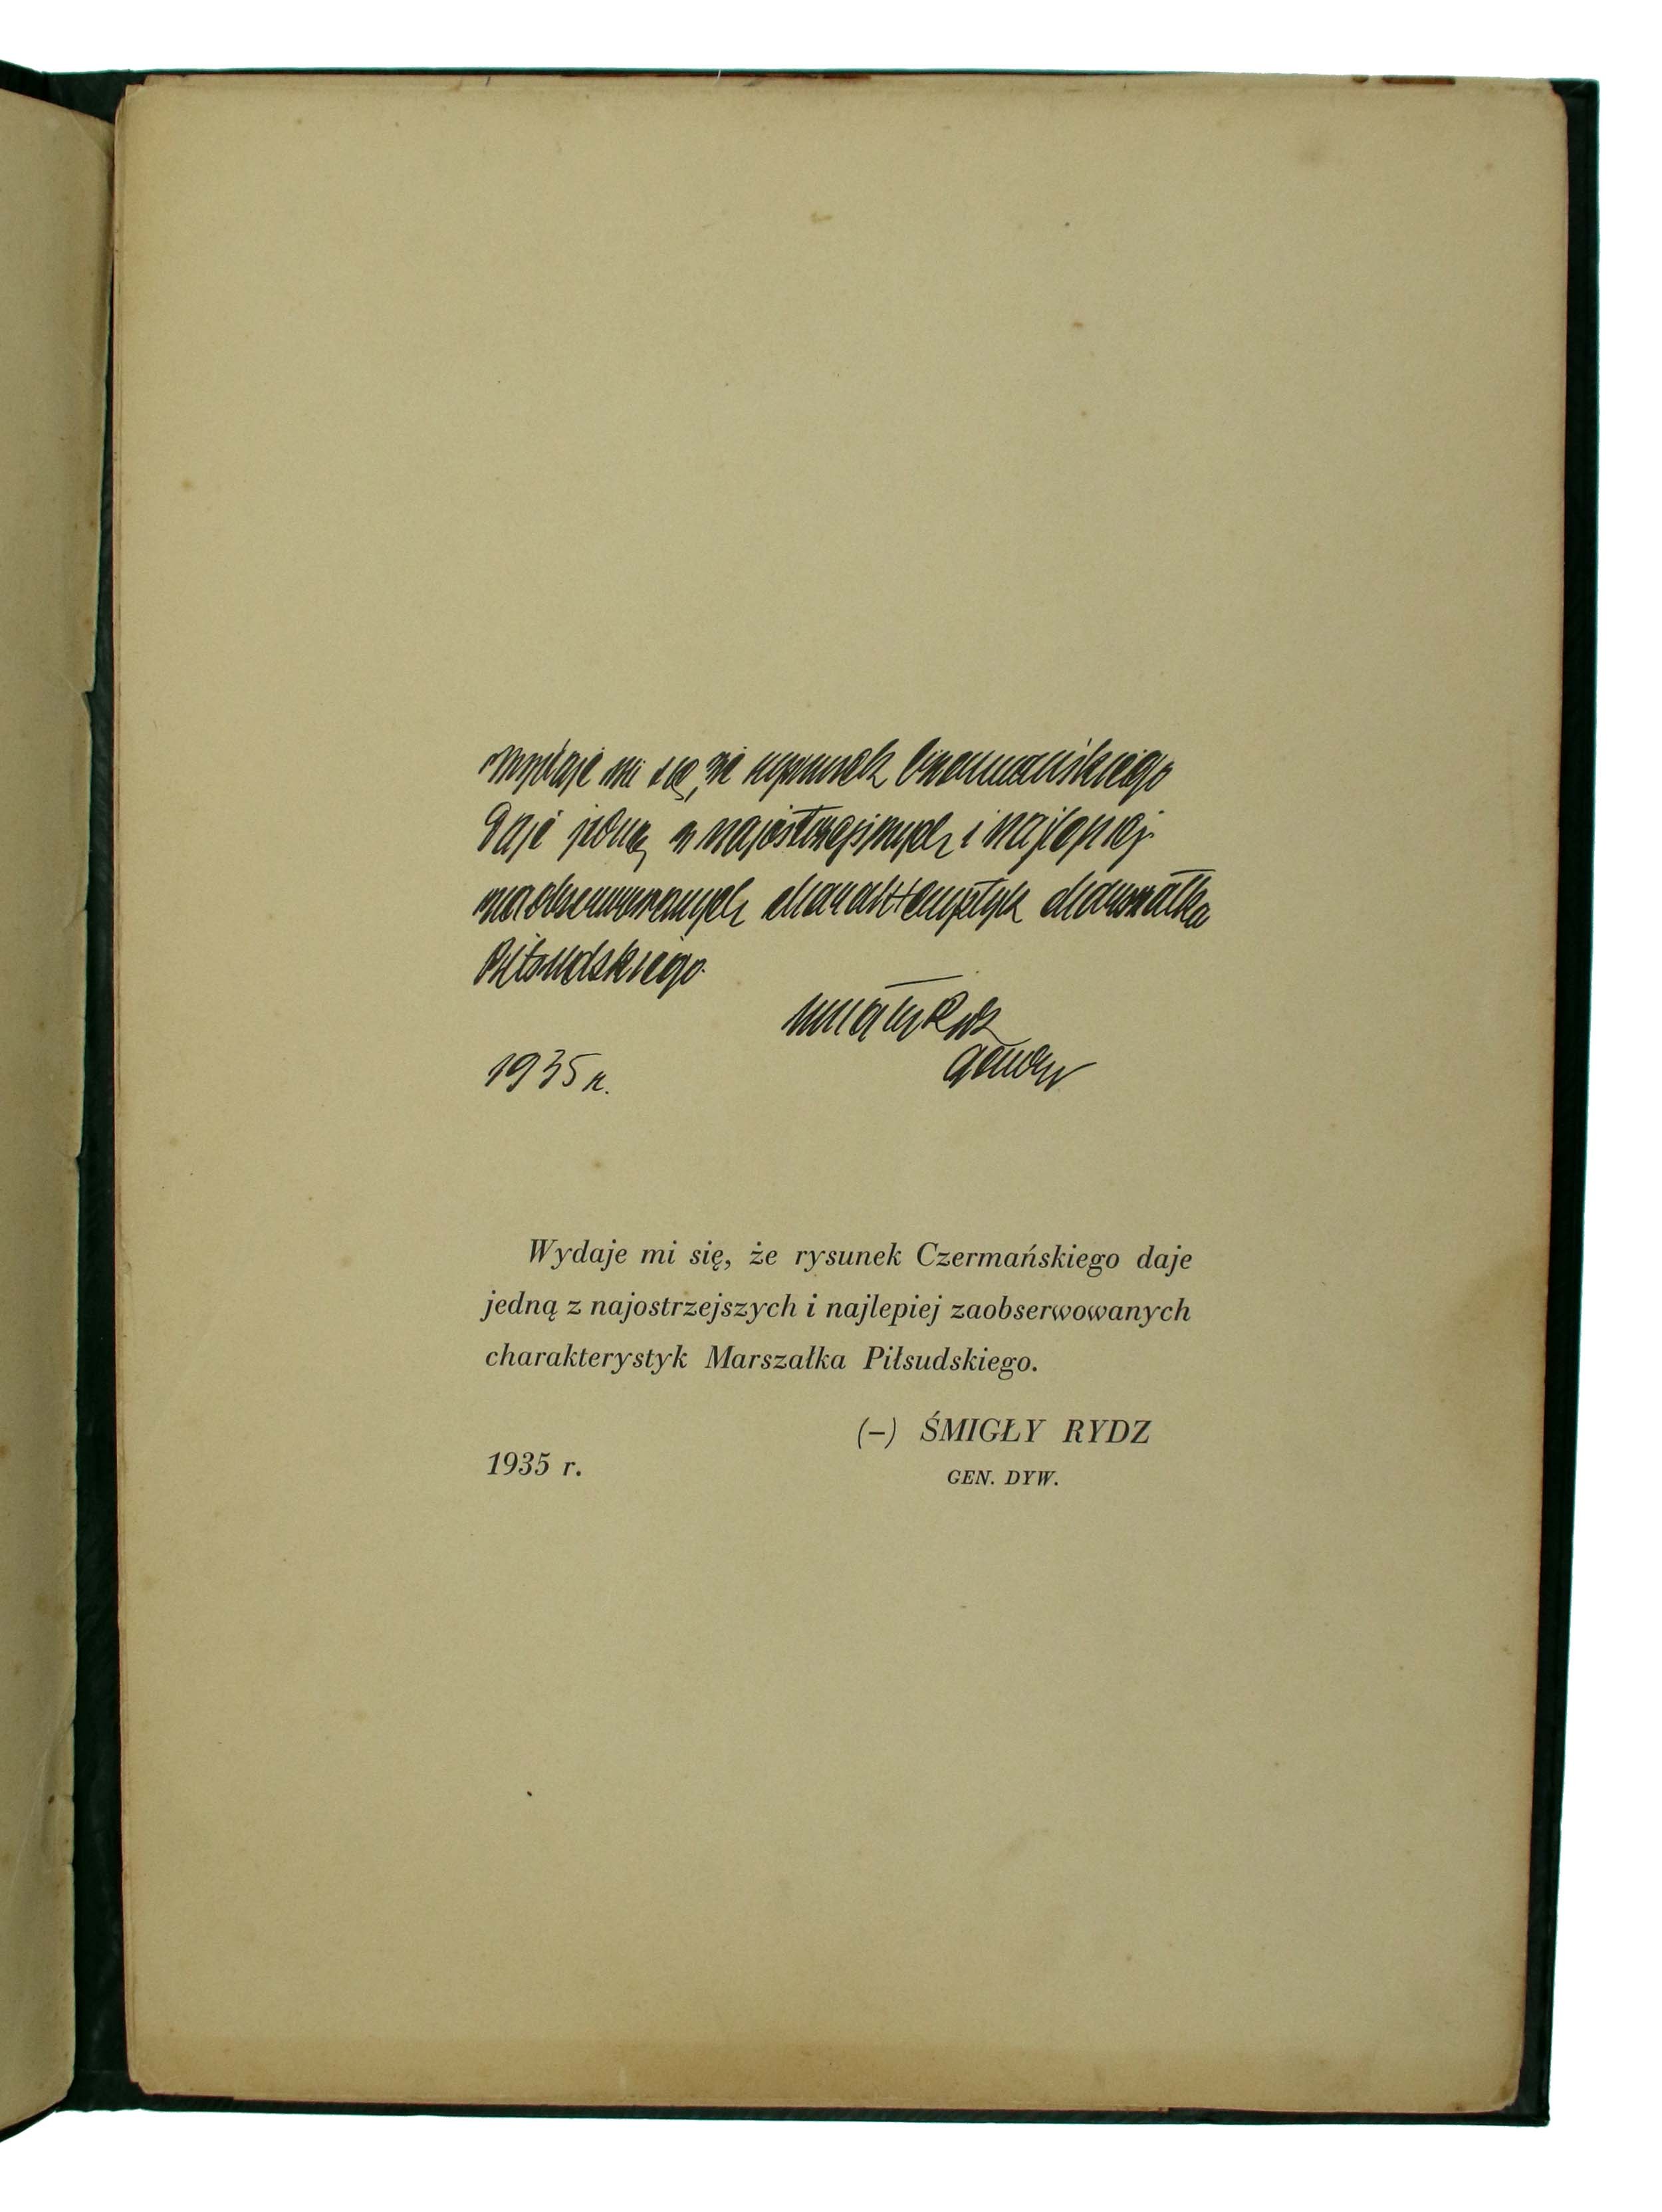 Wydaje mi się, że rysunek Czermańskiego
daje jedną z najostrzejszych i najlepiej
zaobserwowanych charakterystyk Marszałka
Piłsudskiego.
Śmigły Rydz
gen. dyw.
1935 r.
Wydaje mi się, że rysunek Czermańskiego daje
jedną z najostrzejszych i najlepiej zaobserwowanych
charakterystyk Marszałka Piłsudskiego.
(–) ŚMIGŁY RYDZ
1935 r.
GEN. DYW.